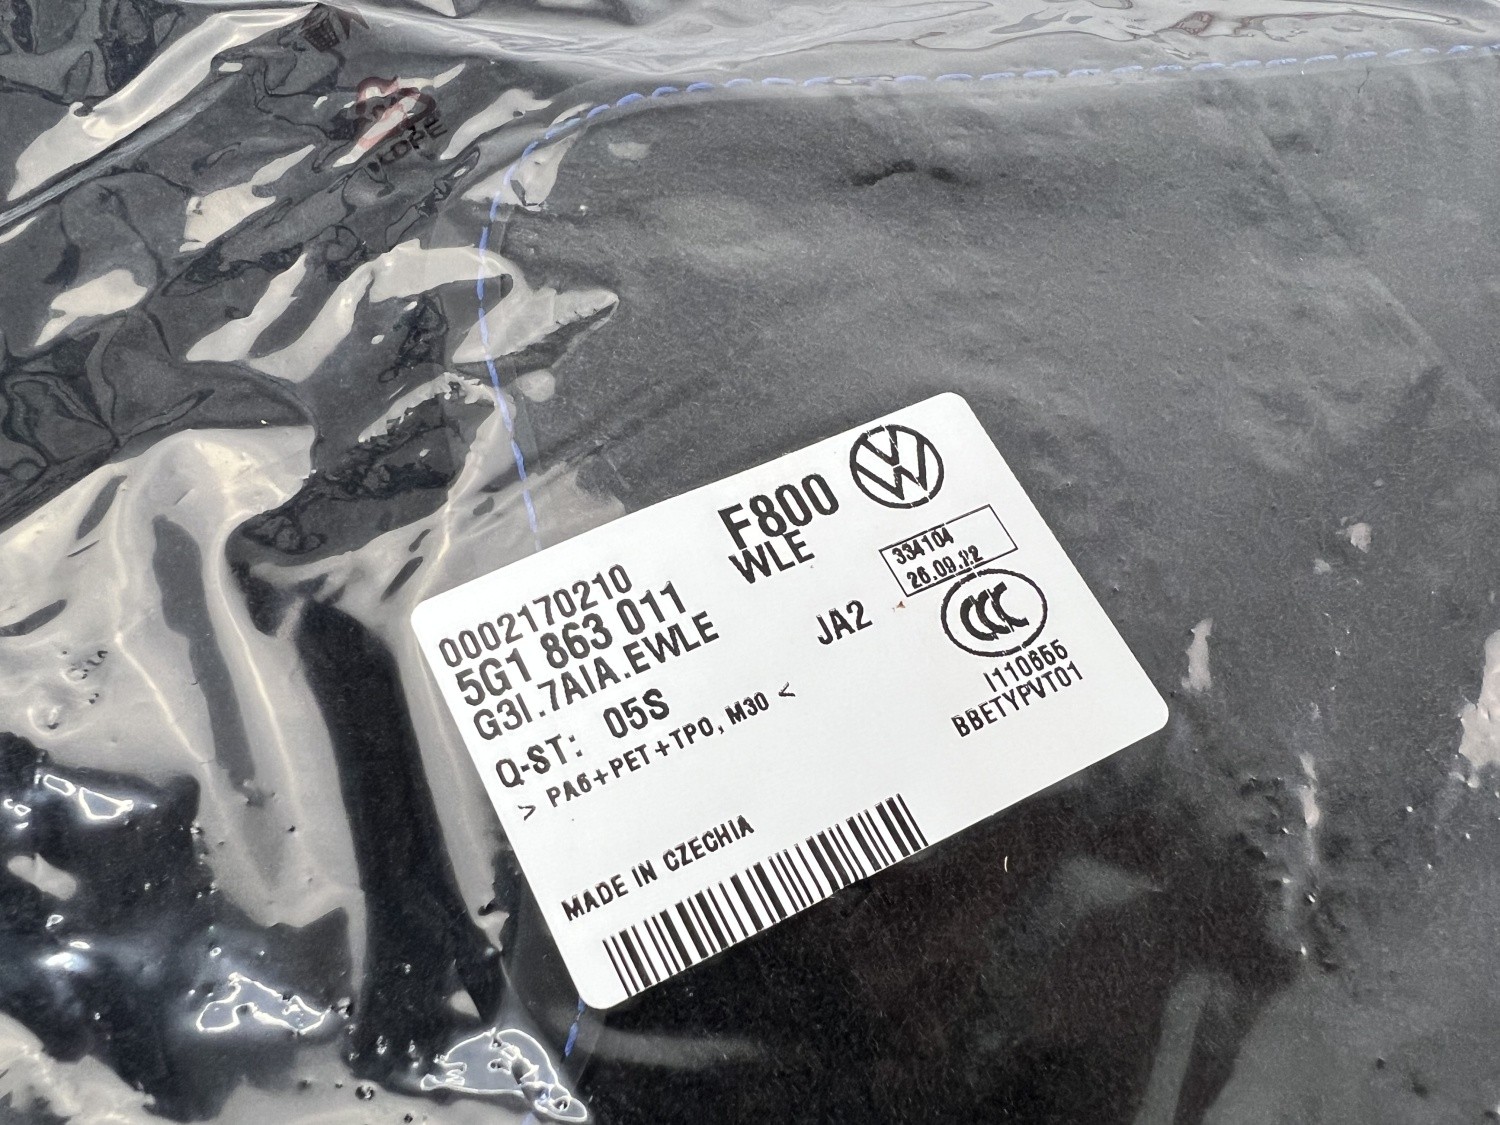 F800
WLE
334104
26.09.22
0002170210
5G1 863 011
G3I.7AIA.EWLE
JA2
Q-ST: 05S
> PA6+PET+TPO, M30 <
CCC
I110655
BBETYPVT01
MADE IN CZECHIA